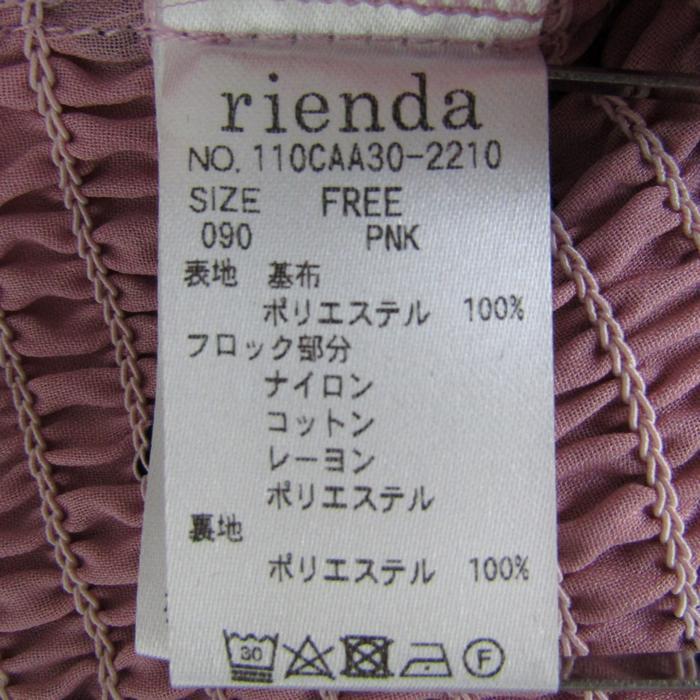 rienda
NO. 110CAA30-2210
SIZE FREE
090 PNK
表地 基布
ポリエステル 100%
フロック部分
ナイロン
コットン
レーヨン
ポリエステル
裏地
ポリエステル 100%
30 F